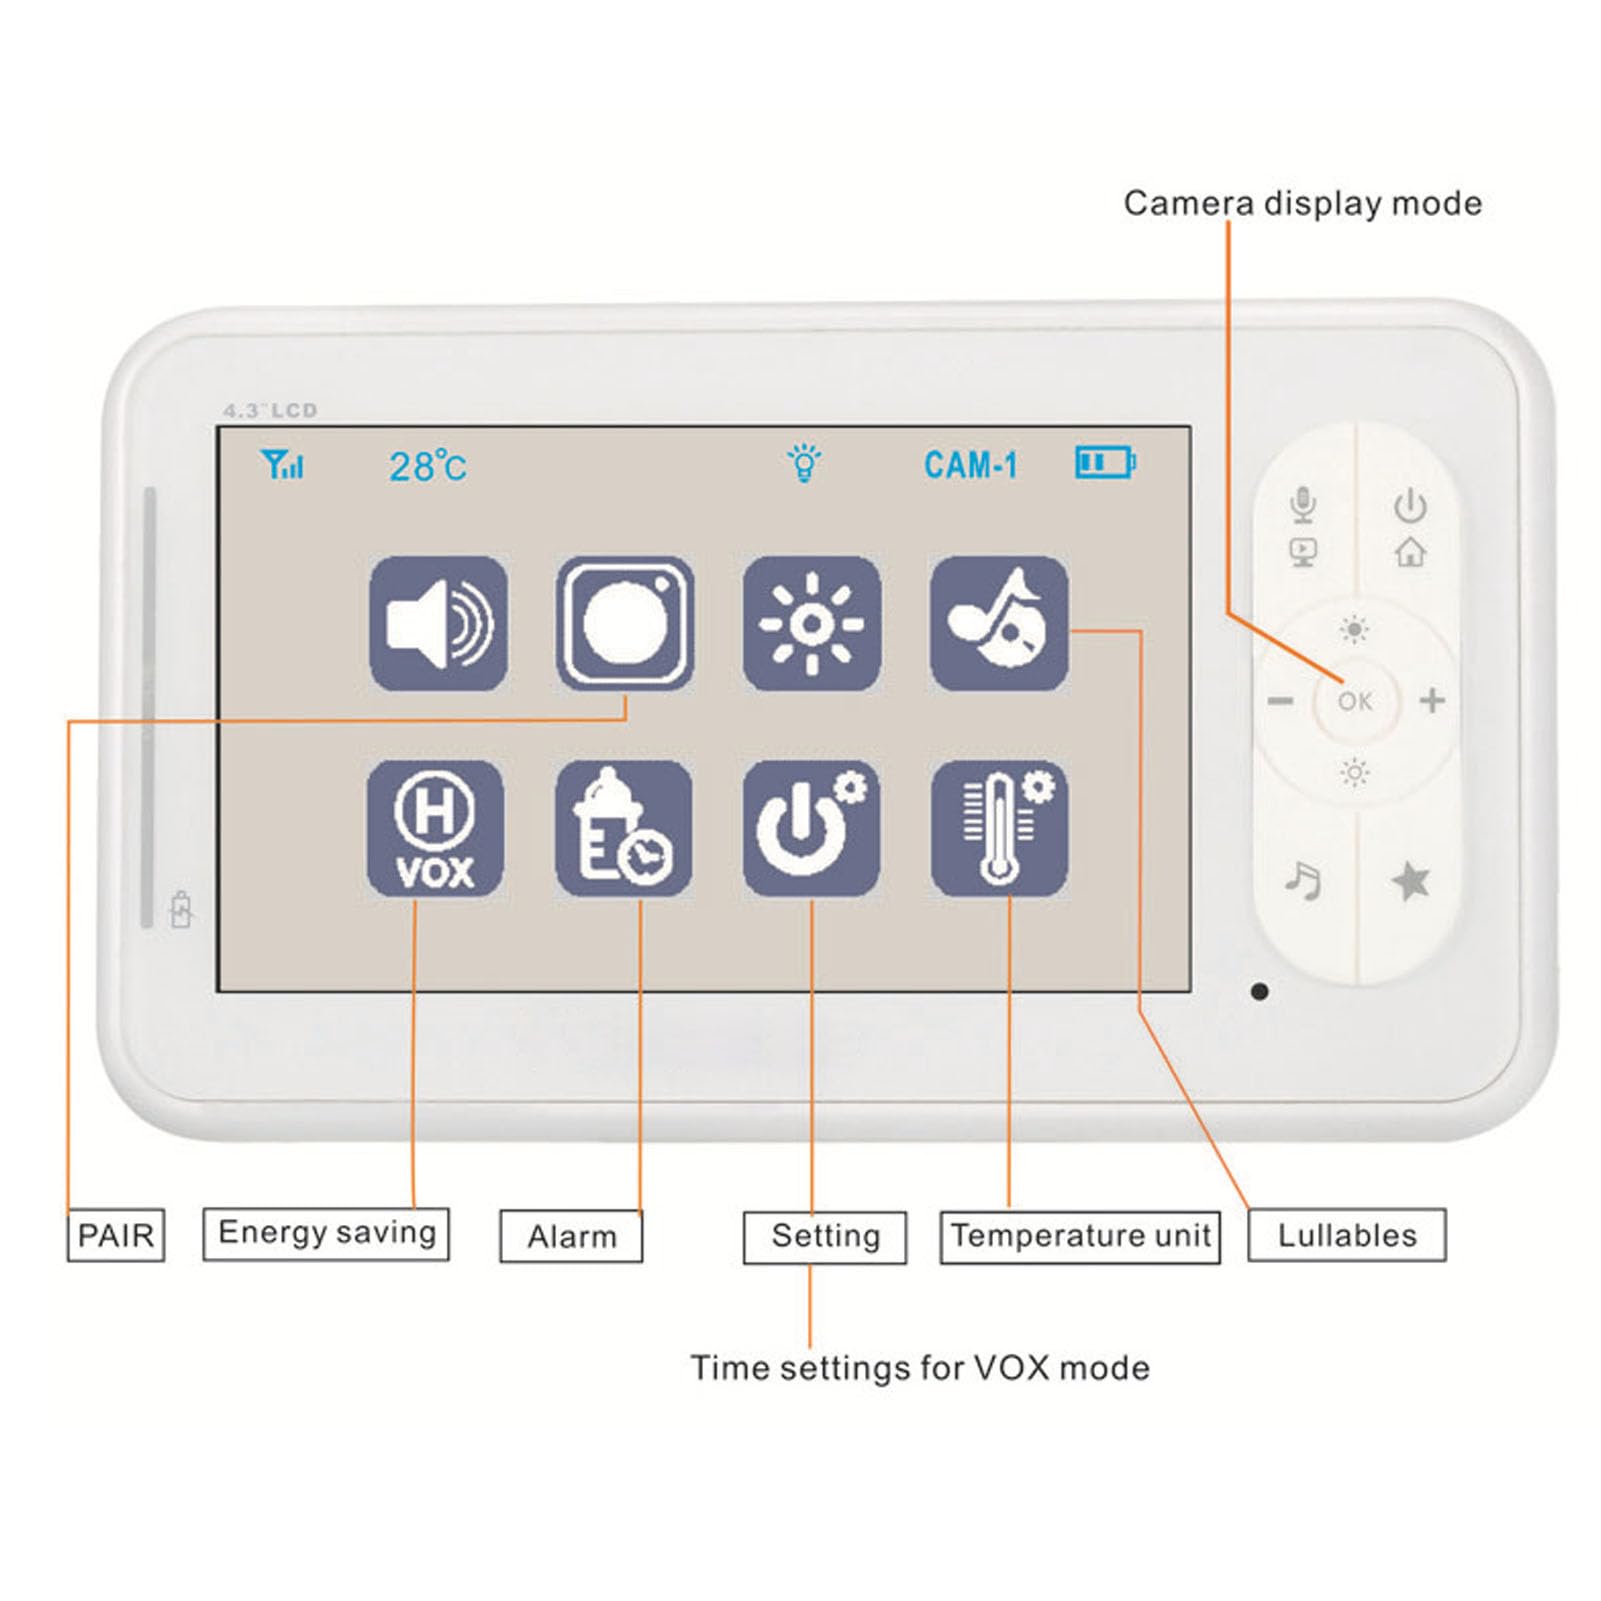 Camera display mode
4.3"LCD
28°C
CAM-1
OK
H
VOX
PAIR
Energy saving
Alarm
Setting
Temperature unit
Lullables
Time settings for VOX mode